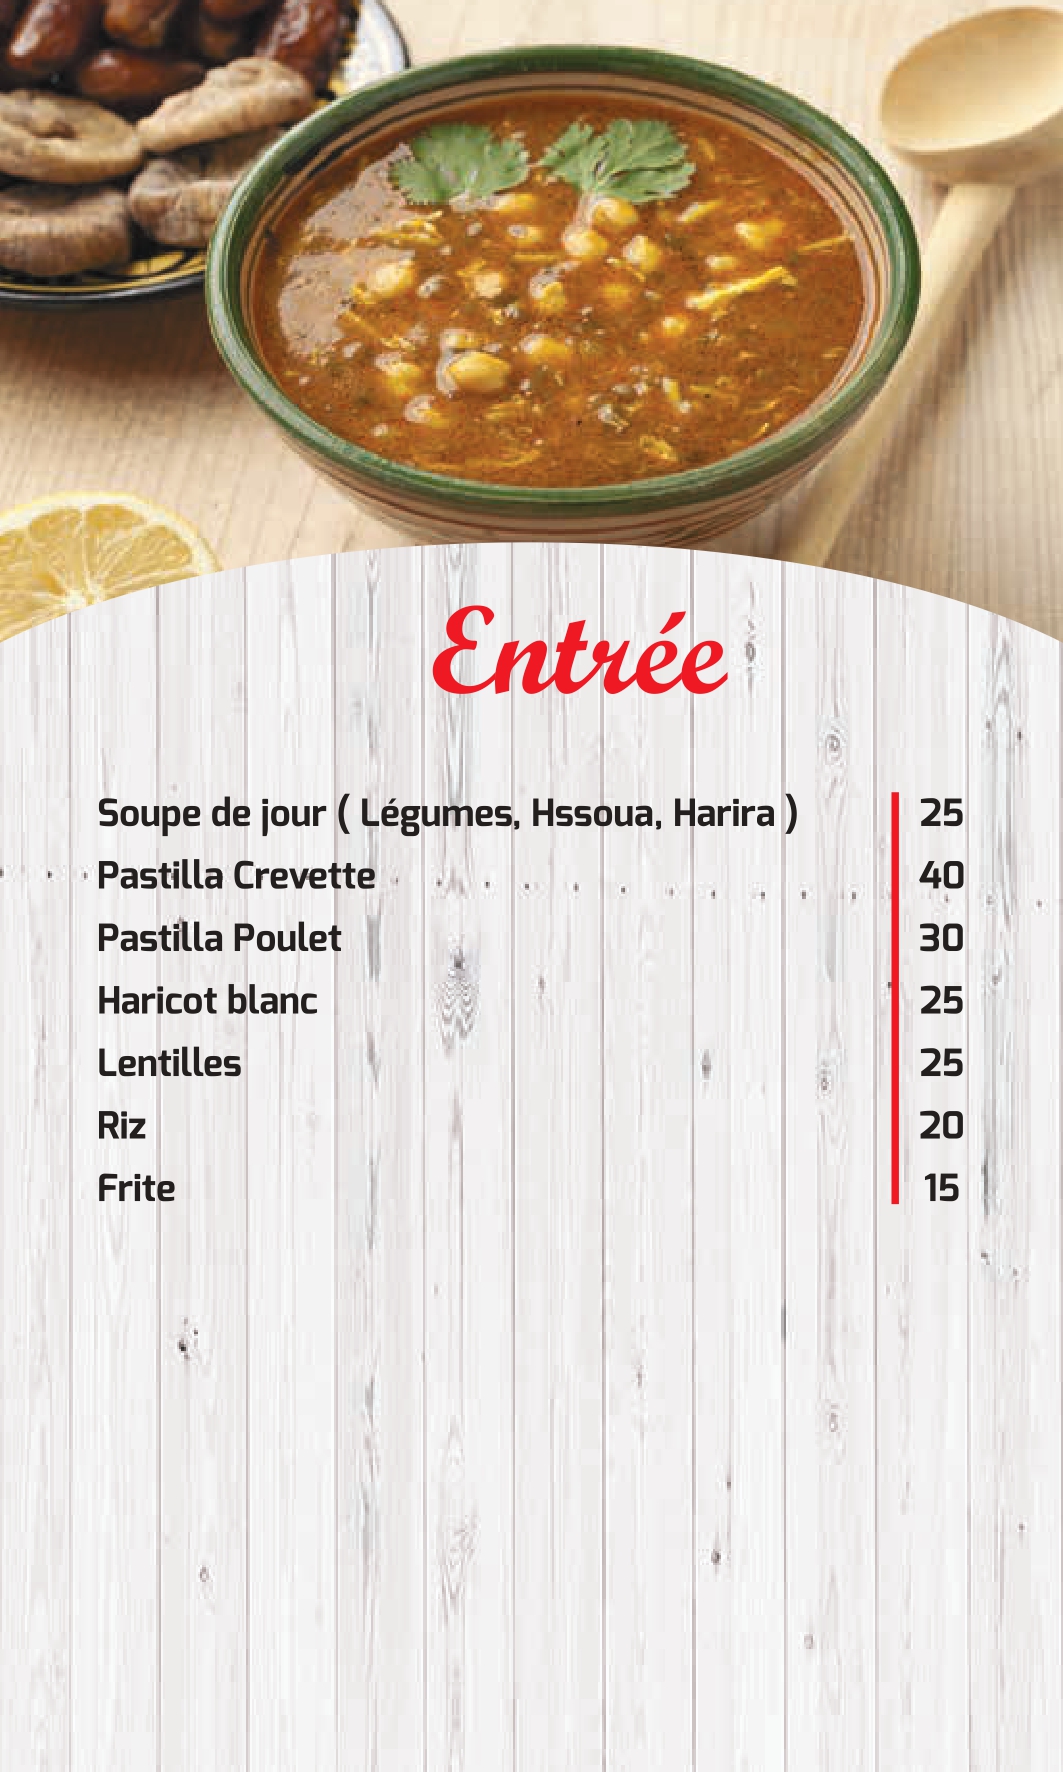 Entrée
Soupe de jour ( Légumes, Hssoua, Harira ) 25
Pastilla Crevette 40
Pastilla Poulet 30
Haricot blanc 25
Lentilles 25
Riz 20
Frite 15